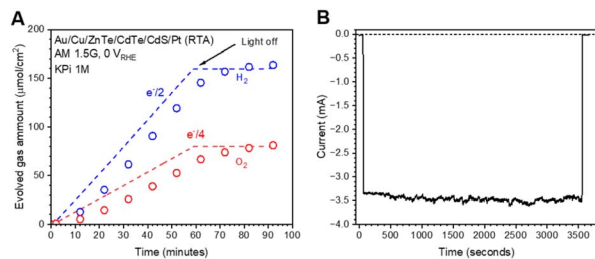 A
Au/Cu/ZnTe/CdTe/CdS/Pt (RTA)
AM 1.5G, 0 VRHE
KPi 1M
Light off
e-/2
H2
e-/4
O2
200
150
100
50
0
0 10 20 30 40 50 60 70 80 90 100
Time (minutes)
Evolved gas ammount (μmol/cm2)
B
0.0
-0.5
-1.0
-1.5
-2.0
-2.5
-3.0
-3.5
-4.0
0 500 1000 1500 2000 2500 3000 3500
Time (seconds)
Current (mA)